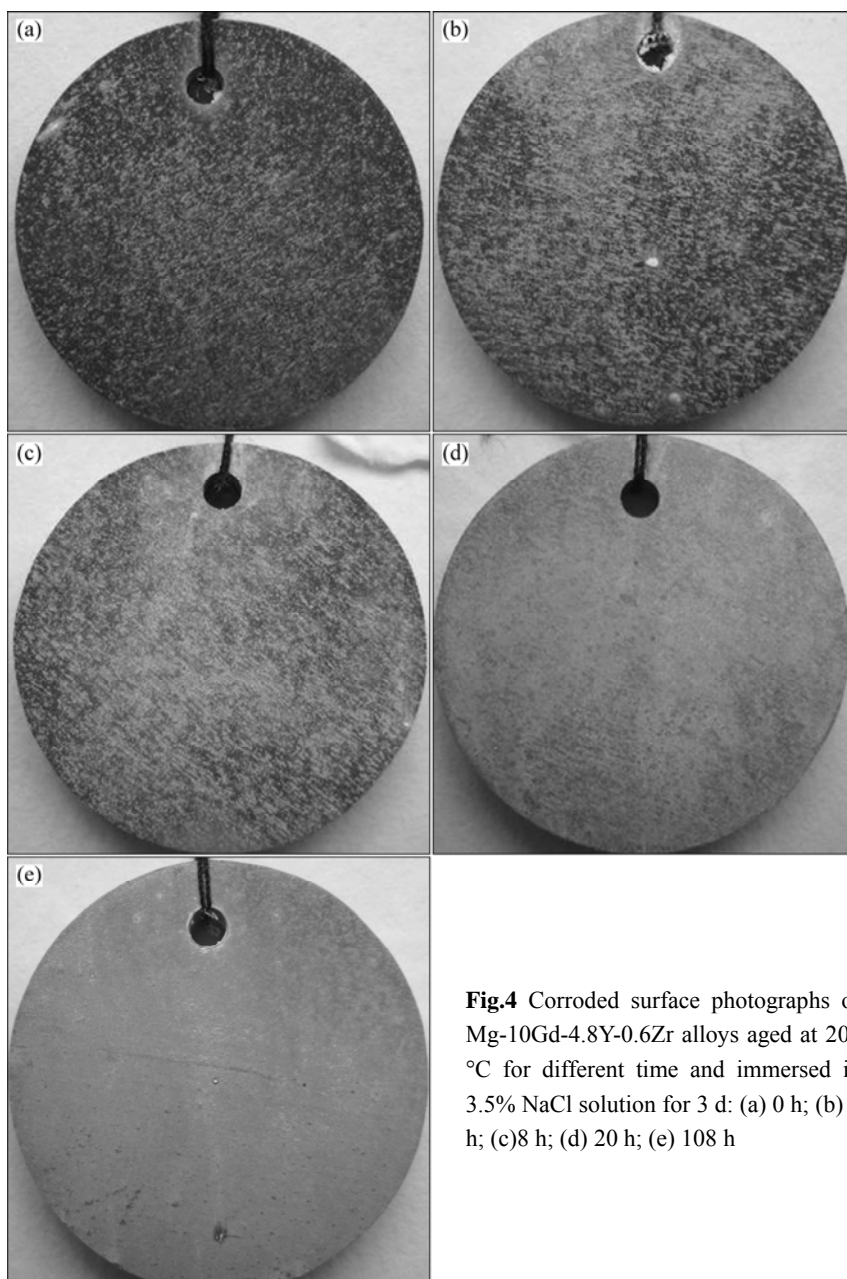 (a)
(b)
(c)
(d)
(e)
Fig.4 Corroded surface photographs o
Mg-10Gd-4.8Y-0.6Zr alloys aged at 20
°C for different time and immersed i
3.5% NaCl solution for 3 d: (a) 0 h; (b)
h; (c)8 h; (d) 20 h; (e) 108 h